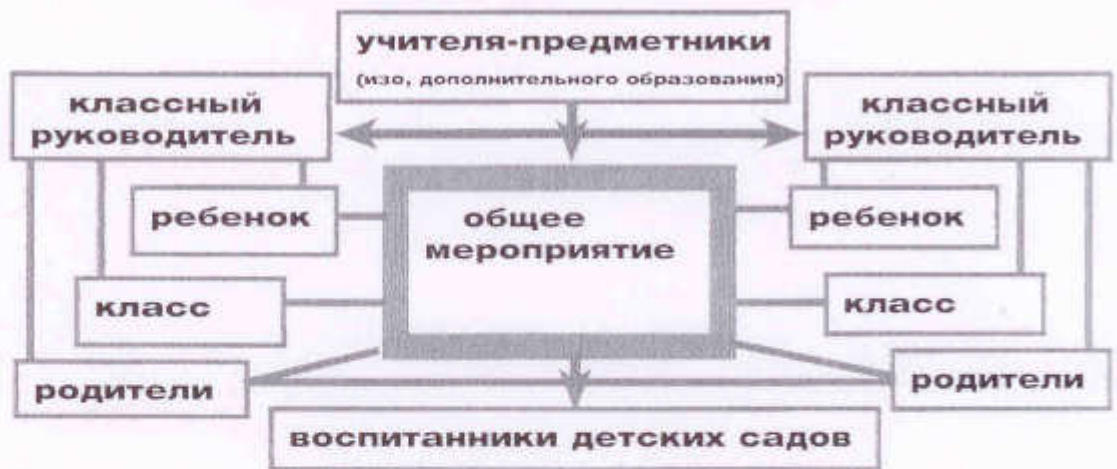 учителя-предметники
(изо, дополнительного образования)
классный
руководитель
классный
руководитель
ребенок
общее
мероприятие
ребенок
класс
класс
родители
родители
воспитанники детских садов